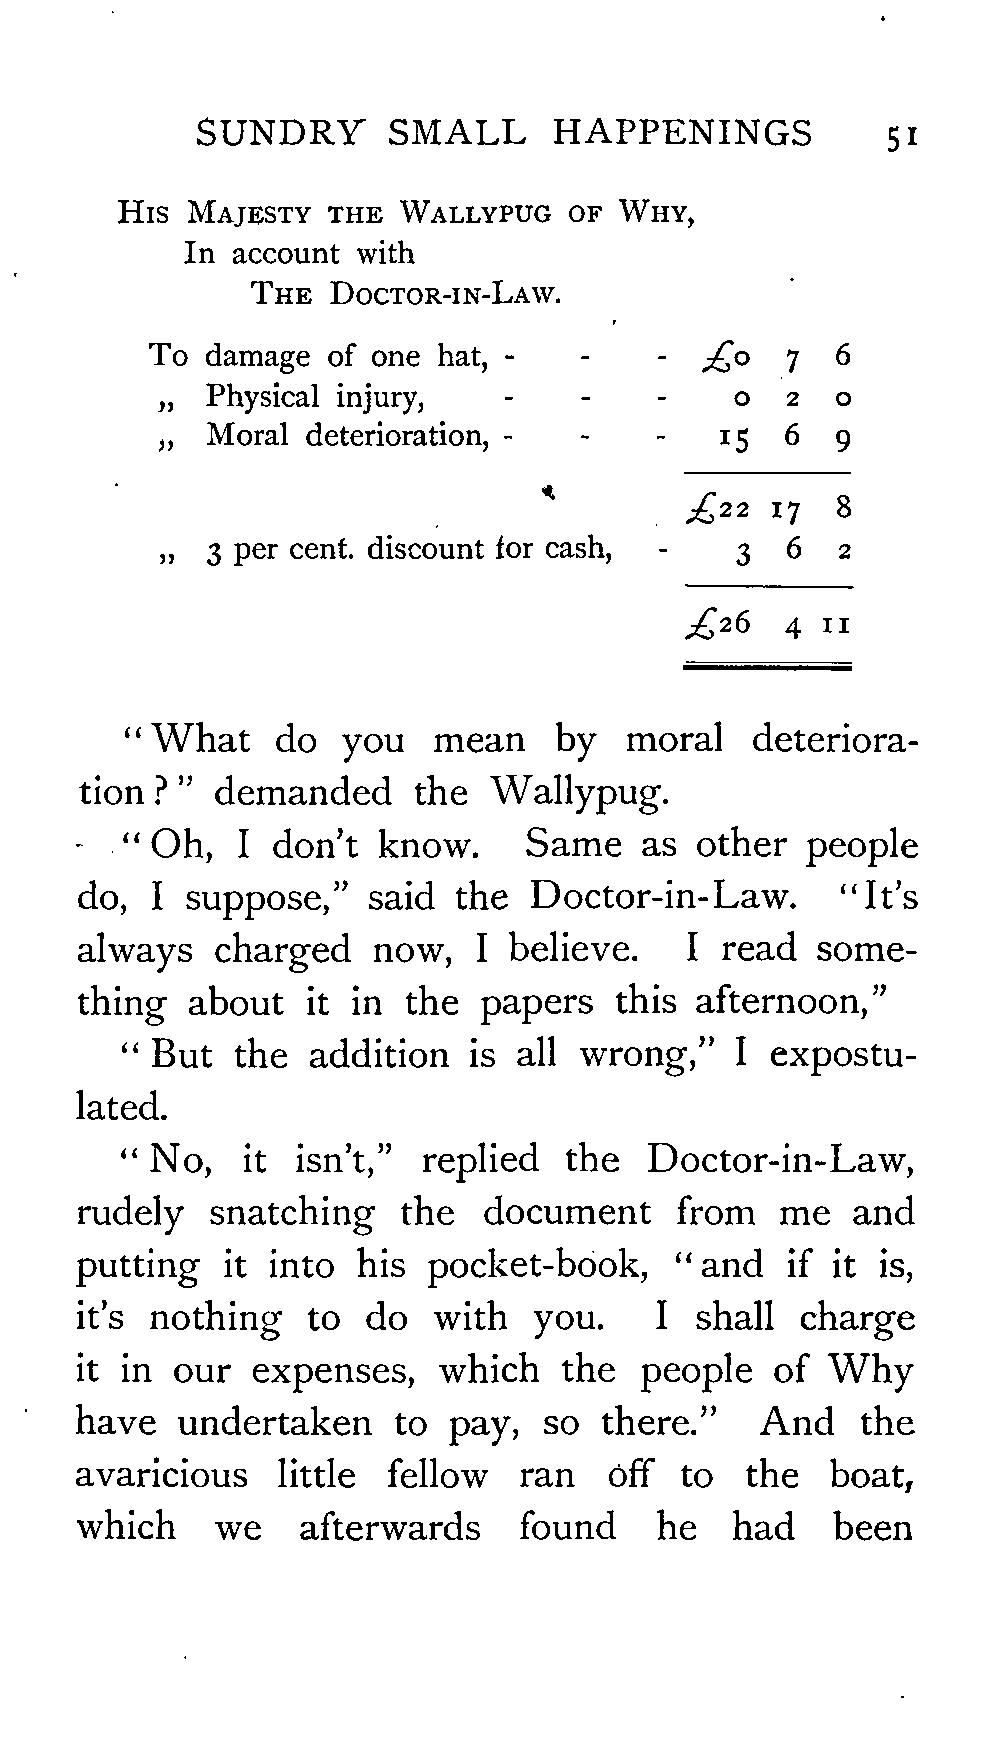 SUNDRY SMALL HAPPENINGS 51
His Majesty the Wallypug of Why,
In account with
The Doctor-in-Law.
To damage of one hat, - - - £0 7 6
„ Physical injury, - - - 0 2 0
„ Moral deterioration, - - - 15 6 9
£22 17 8
„ 3 per cent. discount for cash, - 3 6 2
£26 4 11
“What do you mean by moral deteriora-
tion?” demanded the Wallypug.
“Oh, I don’t know. Same as other people
do, I suppose,” said the Doctor-in-Law. “It’s
always charged now, I believe. I read some-
thing about it in the papers this afternoon,”
“But the addition is all wrong,” I expostu-
lated.
“No, it isn’t,” replied the Doctor-in-Law,
rudely snatching the document from me and
putting it into his pocket-book, “and if it is,
it’s nothing to do with you. I shall charge
it in our expenses, which the people of Why
have undertaken to pay, so there.” And the
avaricious little fellow ran off to the boat,
which we afterwards found he had been